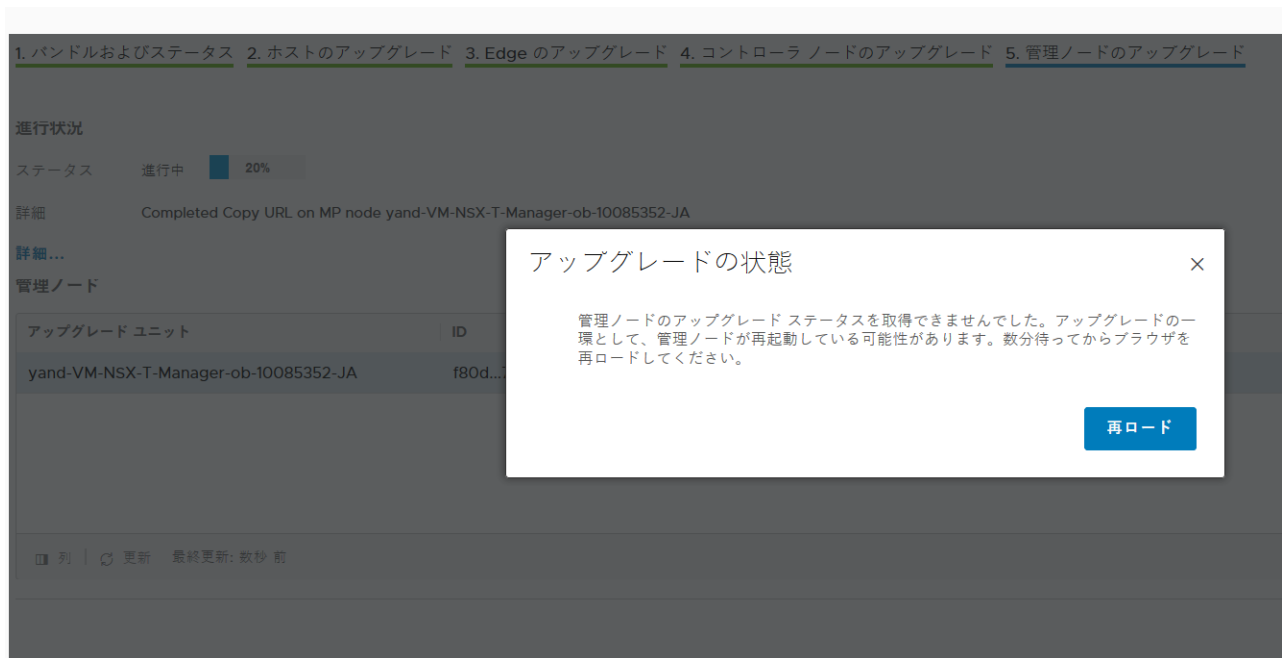 1. バンドルおよびステータス 2. ホストのアップグレード 3. Edge のアップグレード 4. コントローラ ノードのアップグレード 5. 管理ノードのアップグレード
進行状況
ステータス 進行中 20%
詳細 Completed Copy URL on MP node yand-VM-NSX-T-Manager-ob-10085352-JA
詳細...
管理ノード
アップグレード ユニット ID
yand-VM-NSX-T-Manager-ob-10085352-JA f80d...
アップグレードの状態
管理ノードのアップグレード ステータスを取得できませんでした。アップグレードの一
環として、管理ノードが再起動している可能性があります。数分待ってからブラウザを
再ロードしてください。
再ロード
列 更新 最終更新: 数秒 前